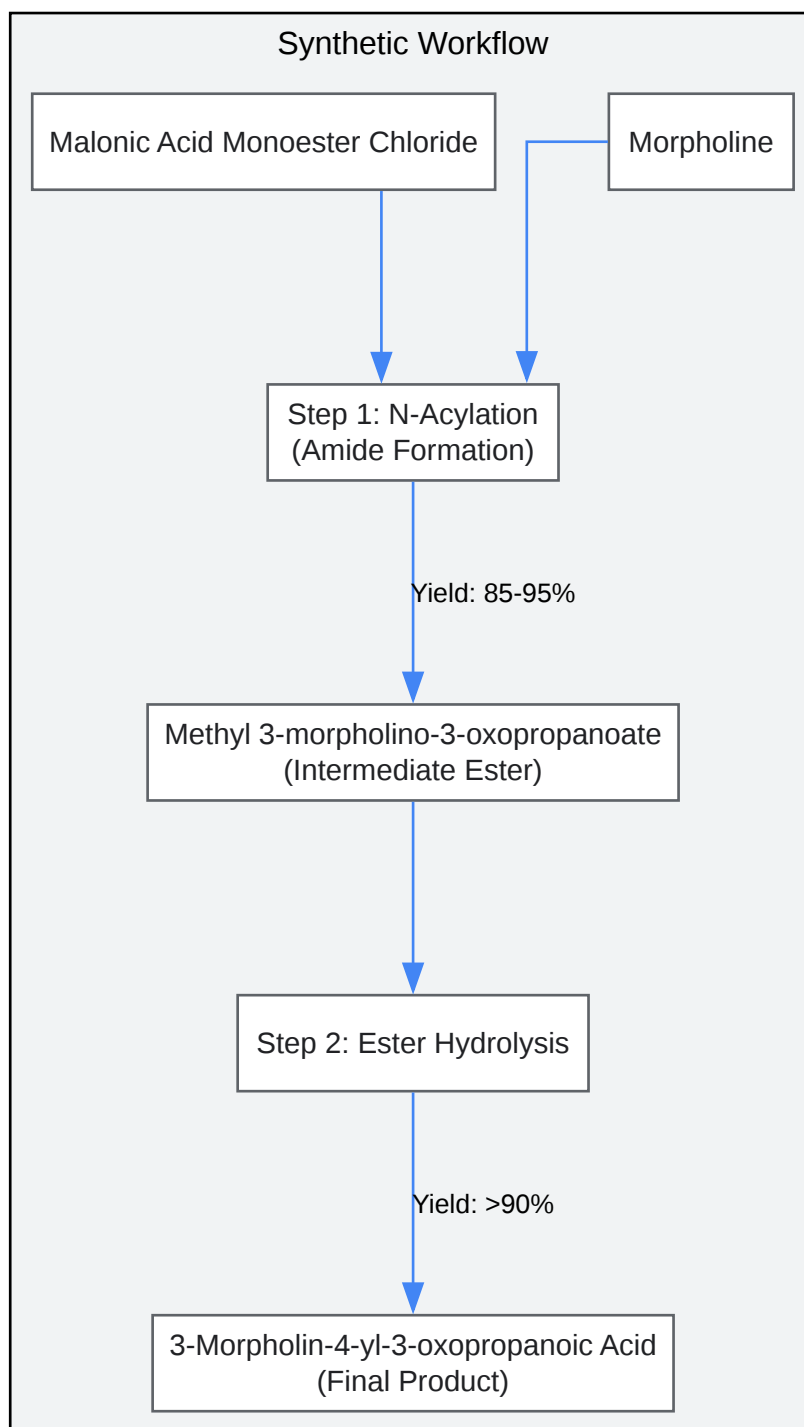 Synthetic Workflow
Malonic Acid Monoester Chloride
Morpholine
Step 1: N-Acylation
(Amide Formation)
Yield: 85-95%
Methyl 3-morpholino-3-oxopropanoate
(Intermediate Ester)
Step 2: Ester Hydrolysis
Yield: >90%
3-Morpholin-4-yl-3-oxopropanoic Acid
(Final Product)